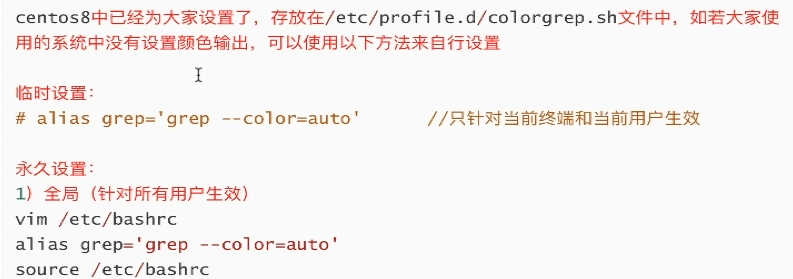 centos8中已经为大家设置了，存放在/etc/profile.d/colorgrep.sh文件中，如若大家使
用的系统中没有设置颜色输出，可以使用以下方法来自行设置
临时设置：
# alias grep='grep --color=auto' //只针对当前终端和当前用户生效
永久设置：
1）全局（针对所有用户生效）
vim /etc/bashrc
alias grep='grep --color=auto'
source /etc/bashrc